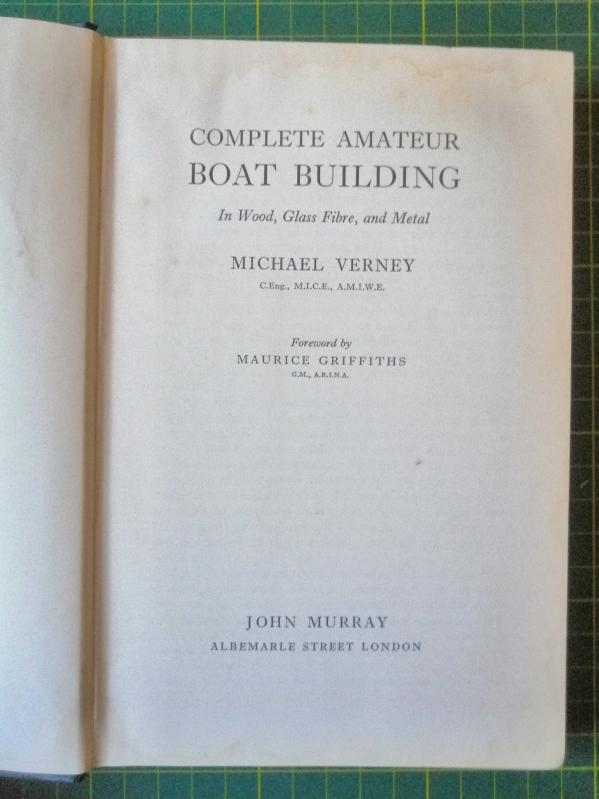 COMPLETE AMATEUR
BOAT BUILDING
In Wood, Glass Fibre, and Metal
MICHAEL VERNEY
C.Eng., M.I.C.E., A.M.I.W.E.
Foreword by
MAURICE GRIFFITHS
G.M., A.R.I.N.A.
JOHN MURRAY
ALBEMARLE STREET LONDON